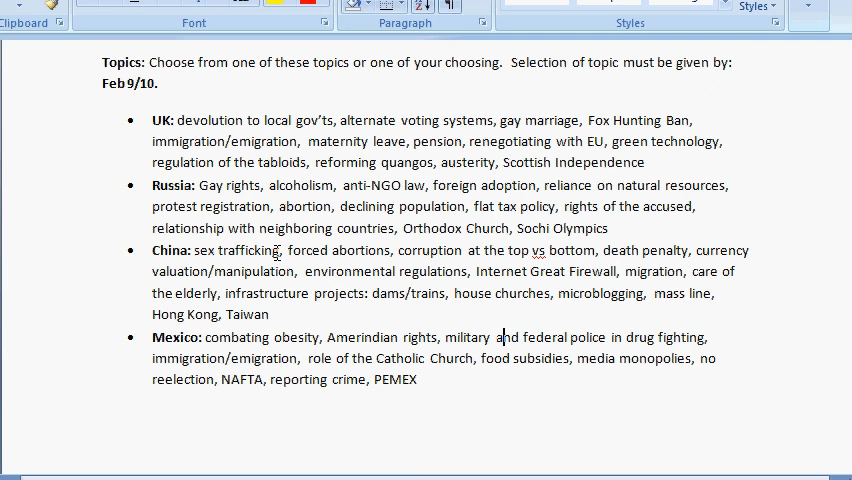 Clipboard
Font
Paragraph
Styles
Styles
Topics: Choose from one of these topics or one of your choosing. Selection of topic must be given by:
Feb 9/10.
• UK: devolution to local gov'ts, alternate voting systems, gay marriage, Fox Hunting Ban,
immigration/emigration, maternity leave, pension, renegotiating with EU, green technology,
regulation of the tabloids, reforming quangos, austerity, Scottish Independence
• Russia: Gay rights, alcoholism, anti-NGO law, foreign adoption, reliance on natural resources,
protest registration, abortion, declining population, flat tax policy, rights of the accused,
relationship with neighboring countries, Orthodox Church, Sochi Olympics
• China: sex trafficking, forced abortions, corruption at the top vs bottom, death penalty, currency
valuation/manipulation, environmental regulations, Internet Great Firewall, migration, care of
the elderly, infrastructure projects: dams/trains, house churches, microblogging, mass line,
Hong Kong, Taiwan
• Mexico: combating obesity, Amerindian rights, military and federal police in drug fighting,
immigration/emigration, role of the Catholic Church, food subsidies, media monopolies, no
reelection, NAFTA, reporting crime, PEMEX